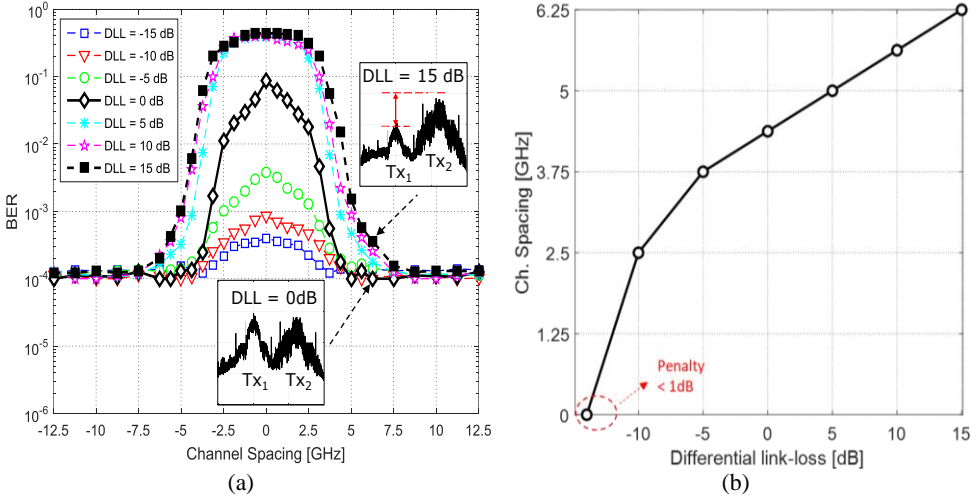 10^0
10^-1
10^-2
10^-3
10^-4
10^-5
10^-6
BER
DLL = -15 dB
DLL = -10 dB
DLL = -5 dB
DLL = 0 dB
DLL = 5 dB
DLL = 10 dB
DLL = 15 dB
DLL = 15 dB
Tx1 Tx2
DLL = 0dB
Tx1 Tx2
-12.5 -10 -7.5 -5 -2.5 0 2.5 5 7.5 10 12.5
Channel Spacing [GHz]
(a)
6.25
5
3.75
2.5
1.25
0
Ch. Spacing [GHz]
Penalty
< 1dB
-10 -5 0 5 10 15
Differential link-loss [dB]
(b)